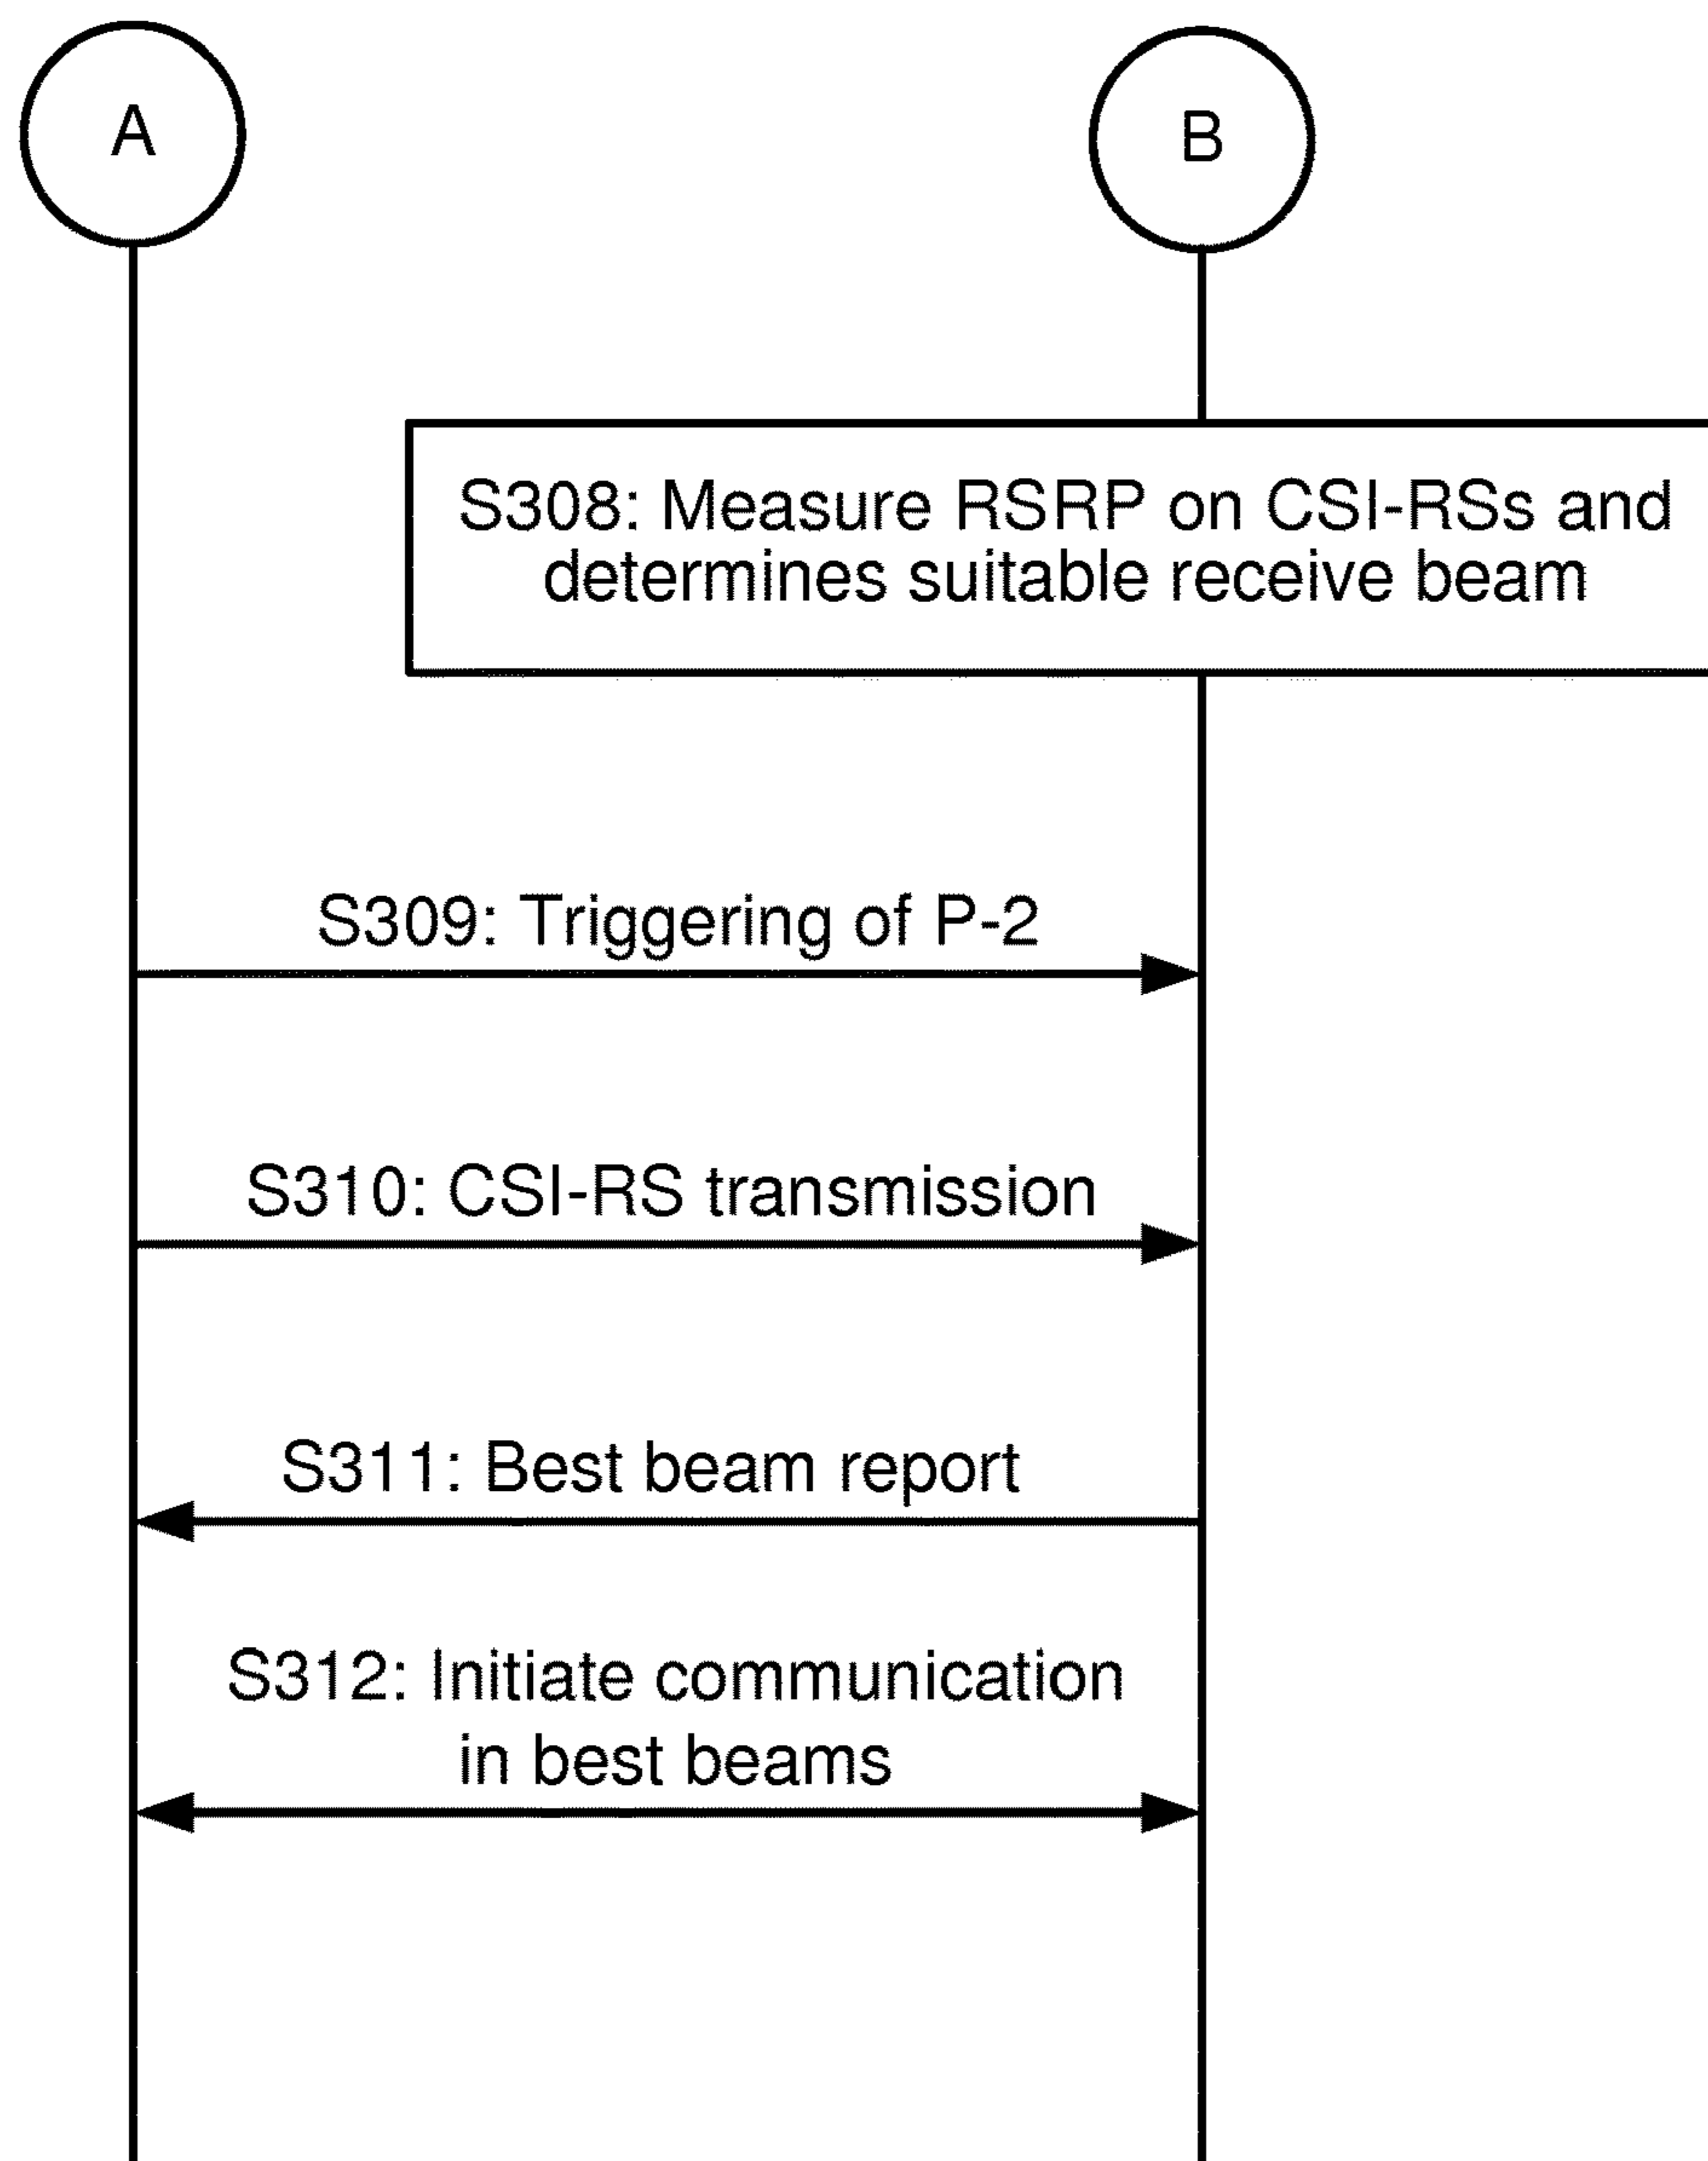 A
B
S308: Measure RSRP on CSI-RSs and
determines suitable receive beam
S309: Triggering of P-2
S310: CSI-RS transmission
S311: Best beam report
S312: Initiate communication
in best beams